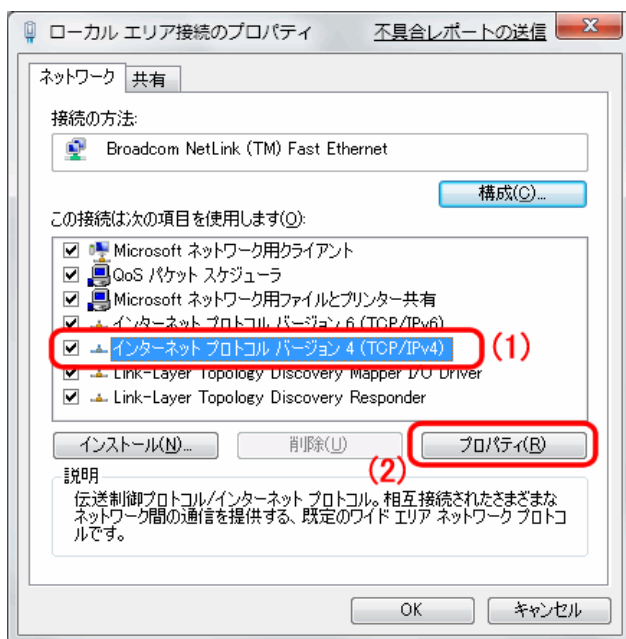 ローカル エリア接続のプロパティ 不具合レポートの送信
ネットワーク 共有
接続の方法:
Broadcom NetLink (TM) Fast Ethernet
構成(C)...
この接続は次の項目を使用します(O):
Microsoft ネットワーク用クライアント
QoS パケット スケジューラ
Microsoft ネットワーク用ファイルとプリンター共有
インターネット プロトコル バージョン 6 (TCP/IPv6)
インターネット プロトコル バージョン 4 (TCP/IPv4) (1)
Link-Layer Topology Discovery Mapper I/O Driver
Link-Layer Topology Discovery Responder
インストール(N)... 削除(U) プロパティ(R)
(2)
説明
伝送制御プロトコル/インターネット プロトコル。相互接続されたさまざまな
ネットワーク間の通信を提供する、既定のワイド エリア ネットワーク プロトコ
ルです。
OK キャンセル